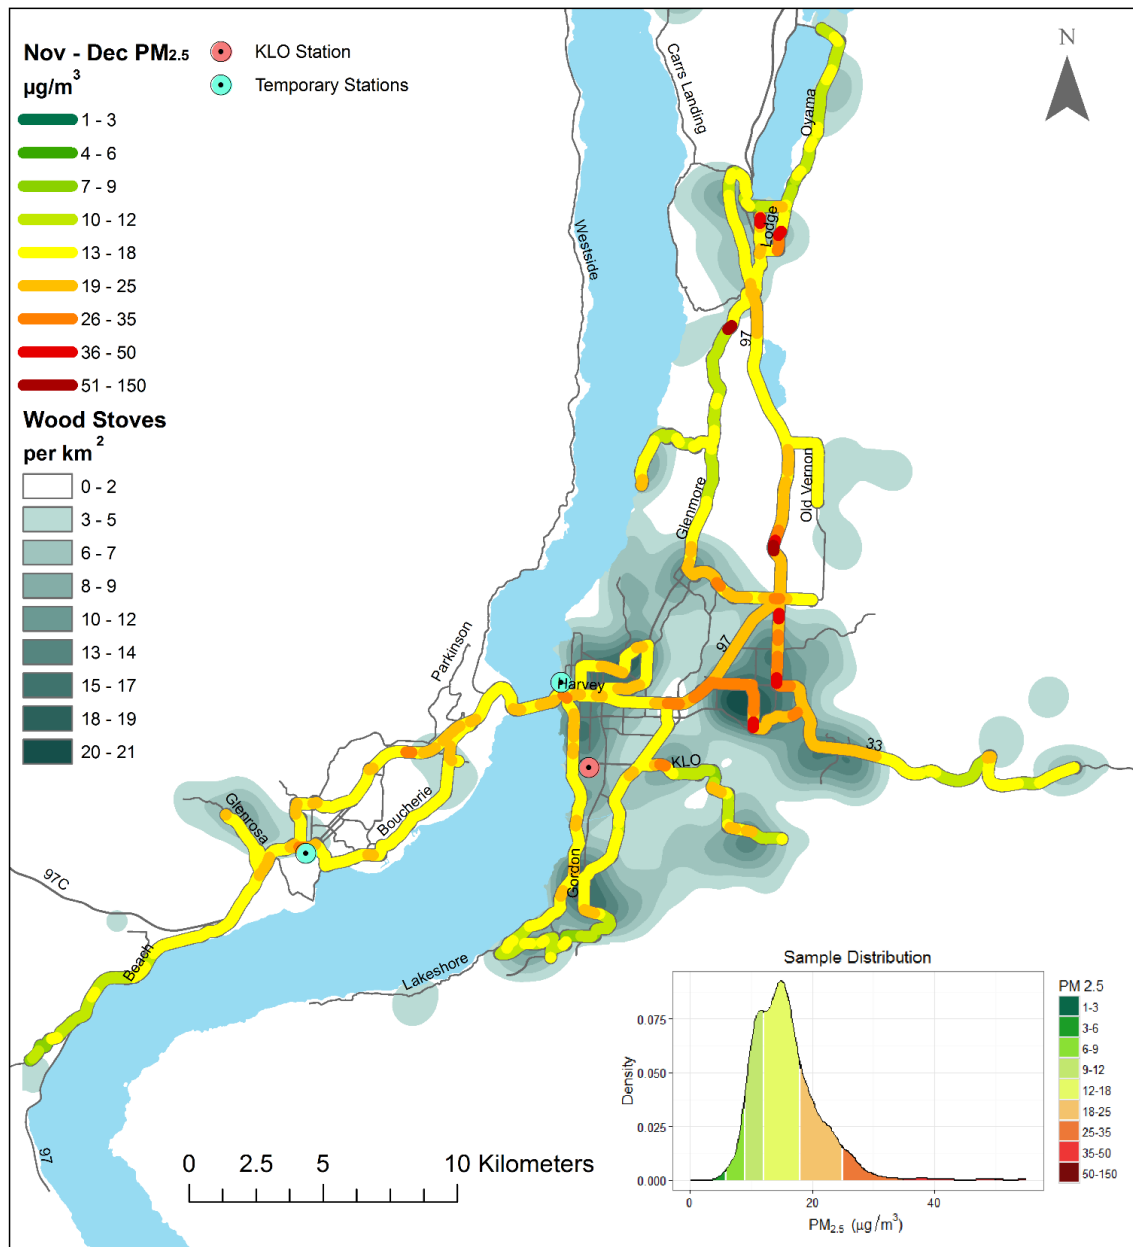 Nov - Dec PM2.5
µg/m3
1 - 3
4 - 6
7 - 9
10 - 12
13 - 18
19 - 25
26 - 35
36 - 50
51 - 150
Wood Stoves
per km2
0 - 2
3 - 5
6 - 7
8 - 9
10 - 12
13 - 14
15 - 17
18 - 19
20 - 21
KLO Station
Temporary Stations
N
Carrs Landing
Oyama
Lodge
Westside
97
Glenmore
Old Vernon
Parkinson
97
Harvey
33
KLO
Boucherie
Glenrosa
Gordon
97C
Beach
Lakeshore
97
0 2.5 5 10 Kilometers
Sample Distribution
Density
0.075
0.050
0.025
0.000
0 20 40
PM2.5 (µg/m3)
PM 2.5
1-3
3-6
6-9
9-12
12-18
18-25
25-35
35-50
50-150